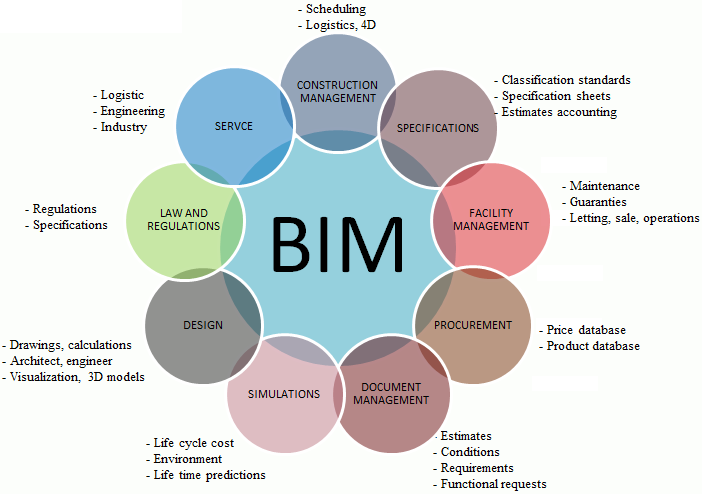 - Scheduling
- Logistics, 4D
CONSTRUCTION
MANAGEMENT
- Classification standards
- Specification sheets
- Estimates accounting
SPECIFICATIONS
- Logistic
- Engineering
- Industry
SERVCE
- Maintenance
- Guaranties
- Letting, sale, operations
FACILITY
MANAGEMENT
- Regulations
- Specifications
LAW AND
REGULATIONS
BIM
DESIGN
- Drawings, calculations
- Architect, engineer
- Visualization, 3D models
PROCUREMENT
- Price database
- Product database
SIMULATIONS
- Life cycle cost
- Environment
- Life time predictions
DOCUMENT
MANAGEMENT
- Estimates
- Conditions
- Requirements
- Functional requests